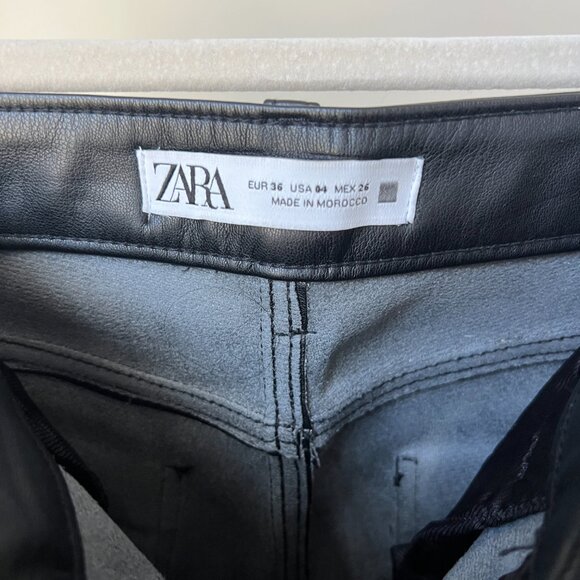 ZARA
EUR 36 USA 04 MEX 26
MADE IN MOROCCO